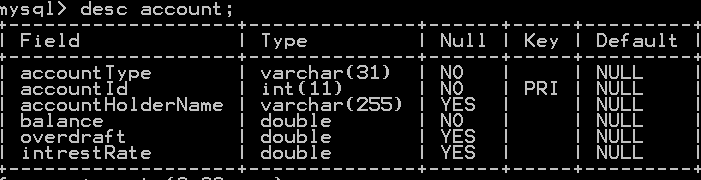 mysql> desc account;
+-------------------+--------------+------+-----+---------+
| Field | Type | Null | Key | Default |
+-------------------+--------------+------+-----+---------+
| accountType | varchar(31) | NO | | NULL |
| accountId | int(11) | NO | PRI | NULL |
| accountHolderName | varchar(255) | YES | | NULL |
| balance | double | NO | | NULL |
| overdraft | double | YES | | NULL |
| intrestRate | double | YES | | NULL |
+-------------------+--------------+------+-----+---------+